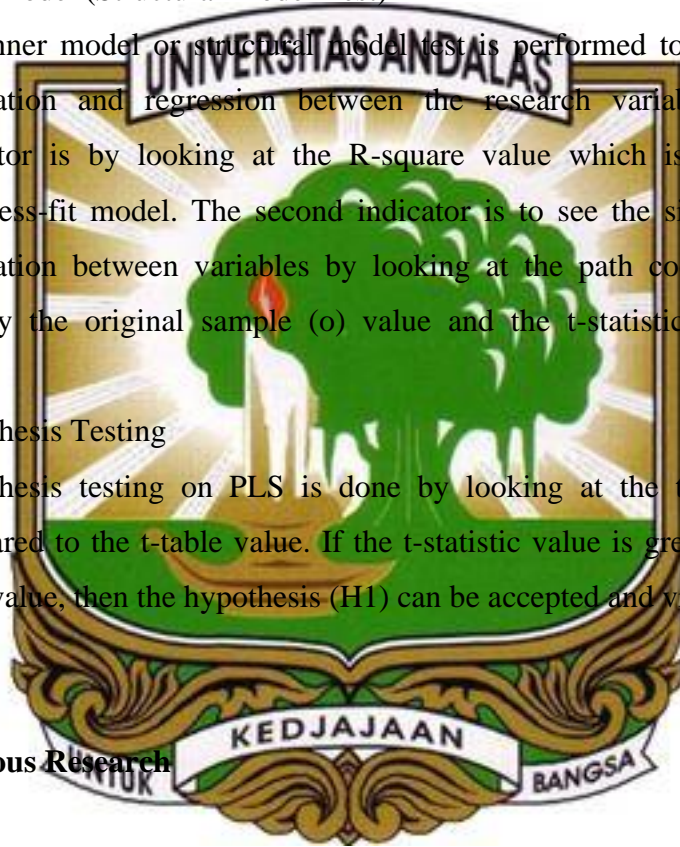 UNIVERSITAS ANDALAS
nner model or structural model test is performed to
ation and regression between the research variab
tor is by looking at the R-square value which is
ess-fit model. The second indicator is to see the si
ation between variables by looking at the path co
y the original sample (o) value and the t-statistic
hesis Testing
hesis testing on PLS is done by looking at the t
ared to the t-table value. If the t-statistic value is gre
value, then the hypothesis (H1) can be accepted and v
ous Research
UNTUK KEDJAJAAN BANGSA